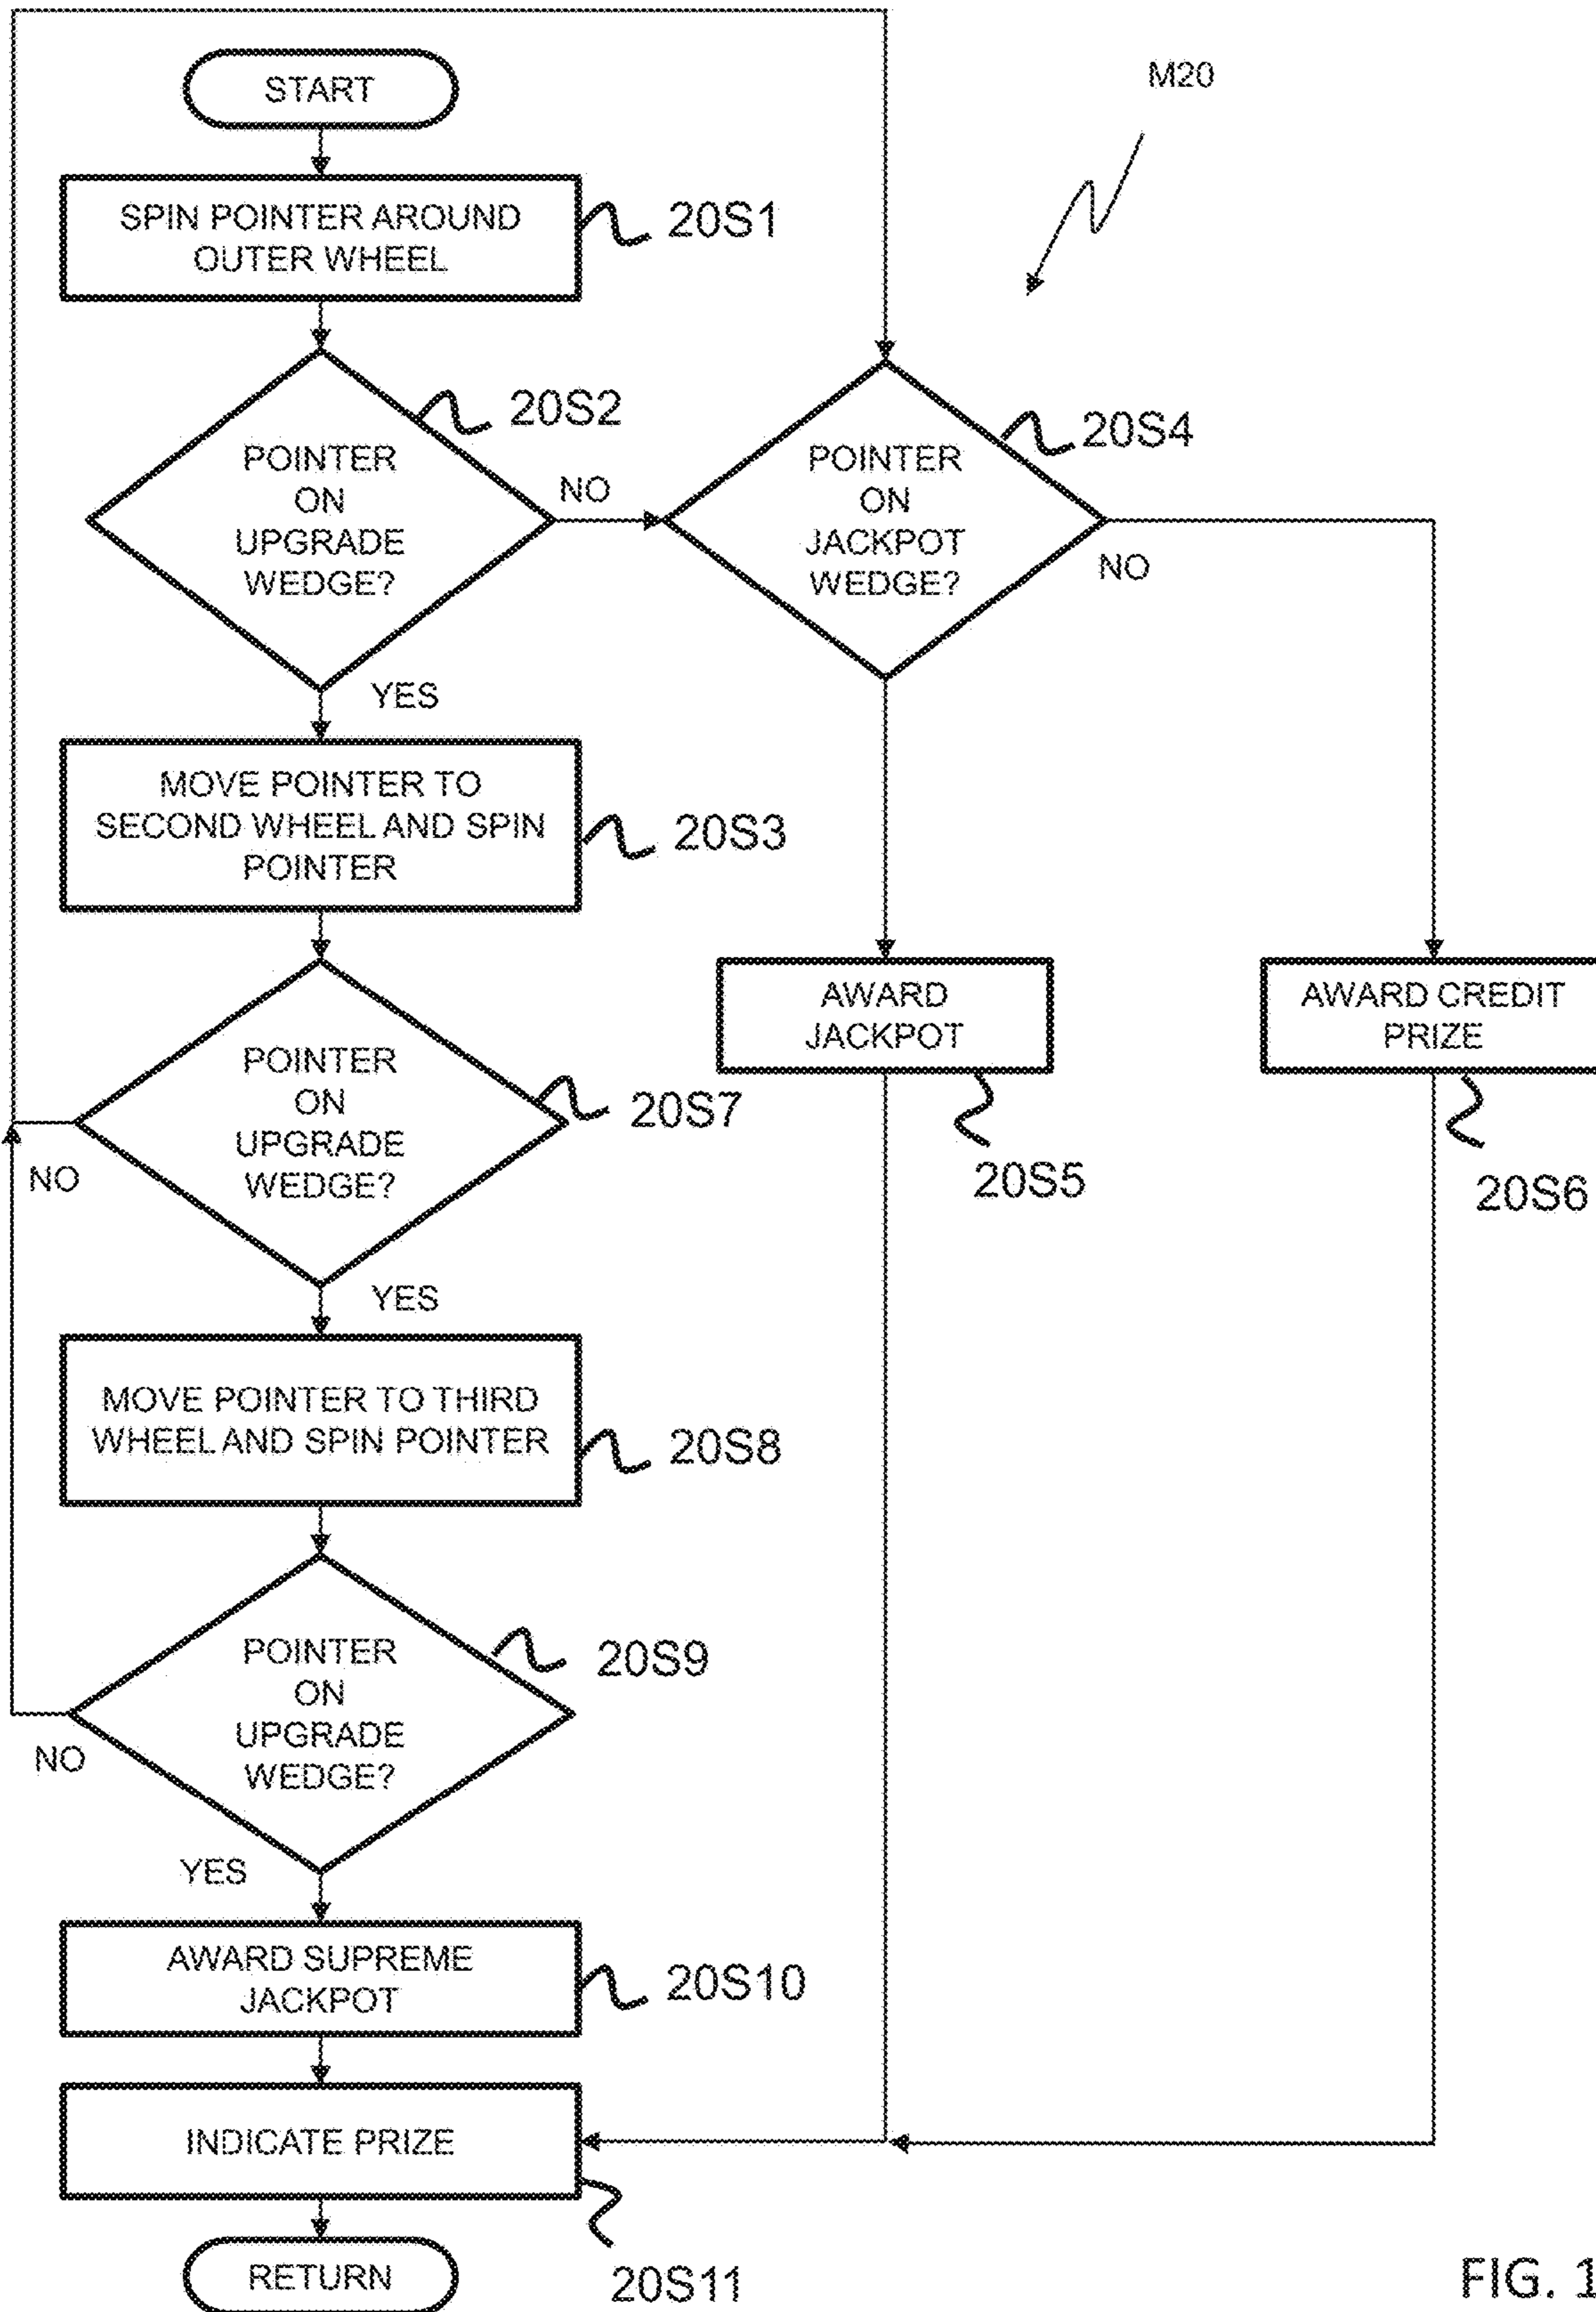 START
M20
SPIN POINTER AROUND
OUTER WHEEL
20S1
POINTER
ON
UPGRADE
WEDGE?
20S2
NO
YES
POINTER
ON
JACKPOT
WEDGE?
20S4
NO
MOVE POINTER TO
SECOND WHEEL AND SPIN
POINTER
20S3
AWARD
JACKPOT
20S5
AWARD CREDIT
PRIZE
20S6
POINTER
ON
UPGRADE
WEDGE?
20S7
NO
YES
MOVE POINTER TO THIRD
WHEEL AND SPIN POINTER
20S8
POINTER
ON
UPGRADE
WEDGE?
20S9
NO
YES
AWARD SUPREME
JACKPOT
20S10
INDICATE PRIZE
20S11
RETURN
FIG. 1